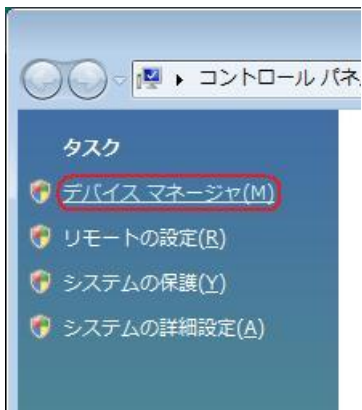 コントロール パネ
タスク
デバイス マネージャ(M)
リモートの設定(R)
システムの保護(Y)
システムの詳細設定(A)